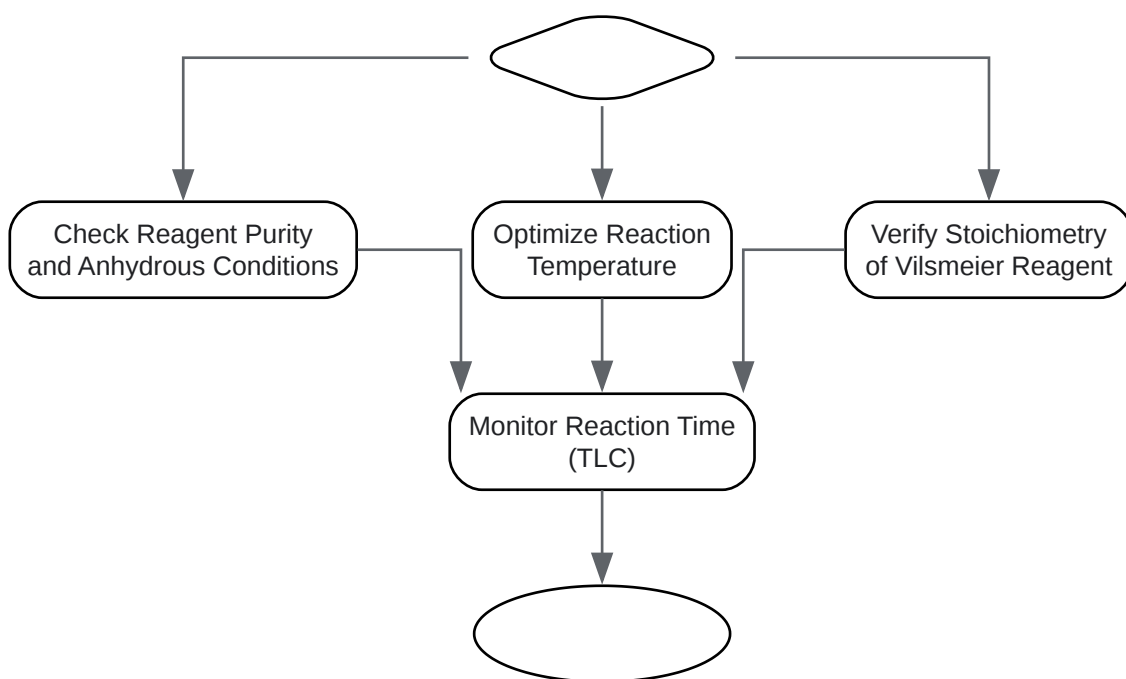 Check Reagent Purity
and Anhydrous Conditions
Optimize Reaction
Temperature
Verify Stoichiometry
of Vilsmeier Reagent
Monitor Reaction Time
(TLC)